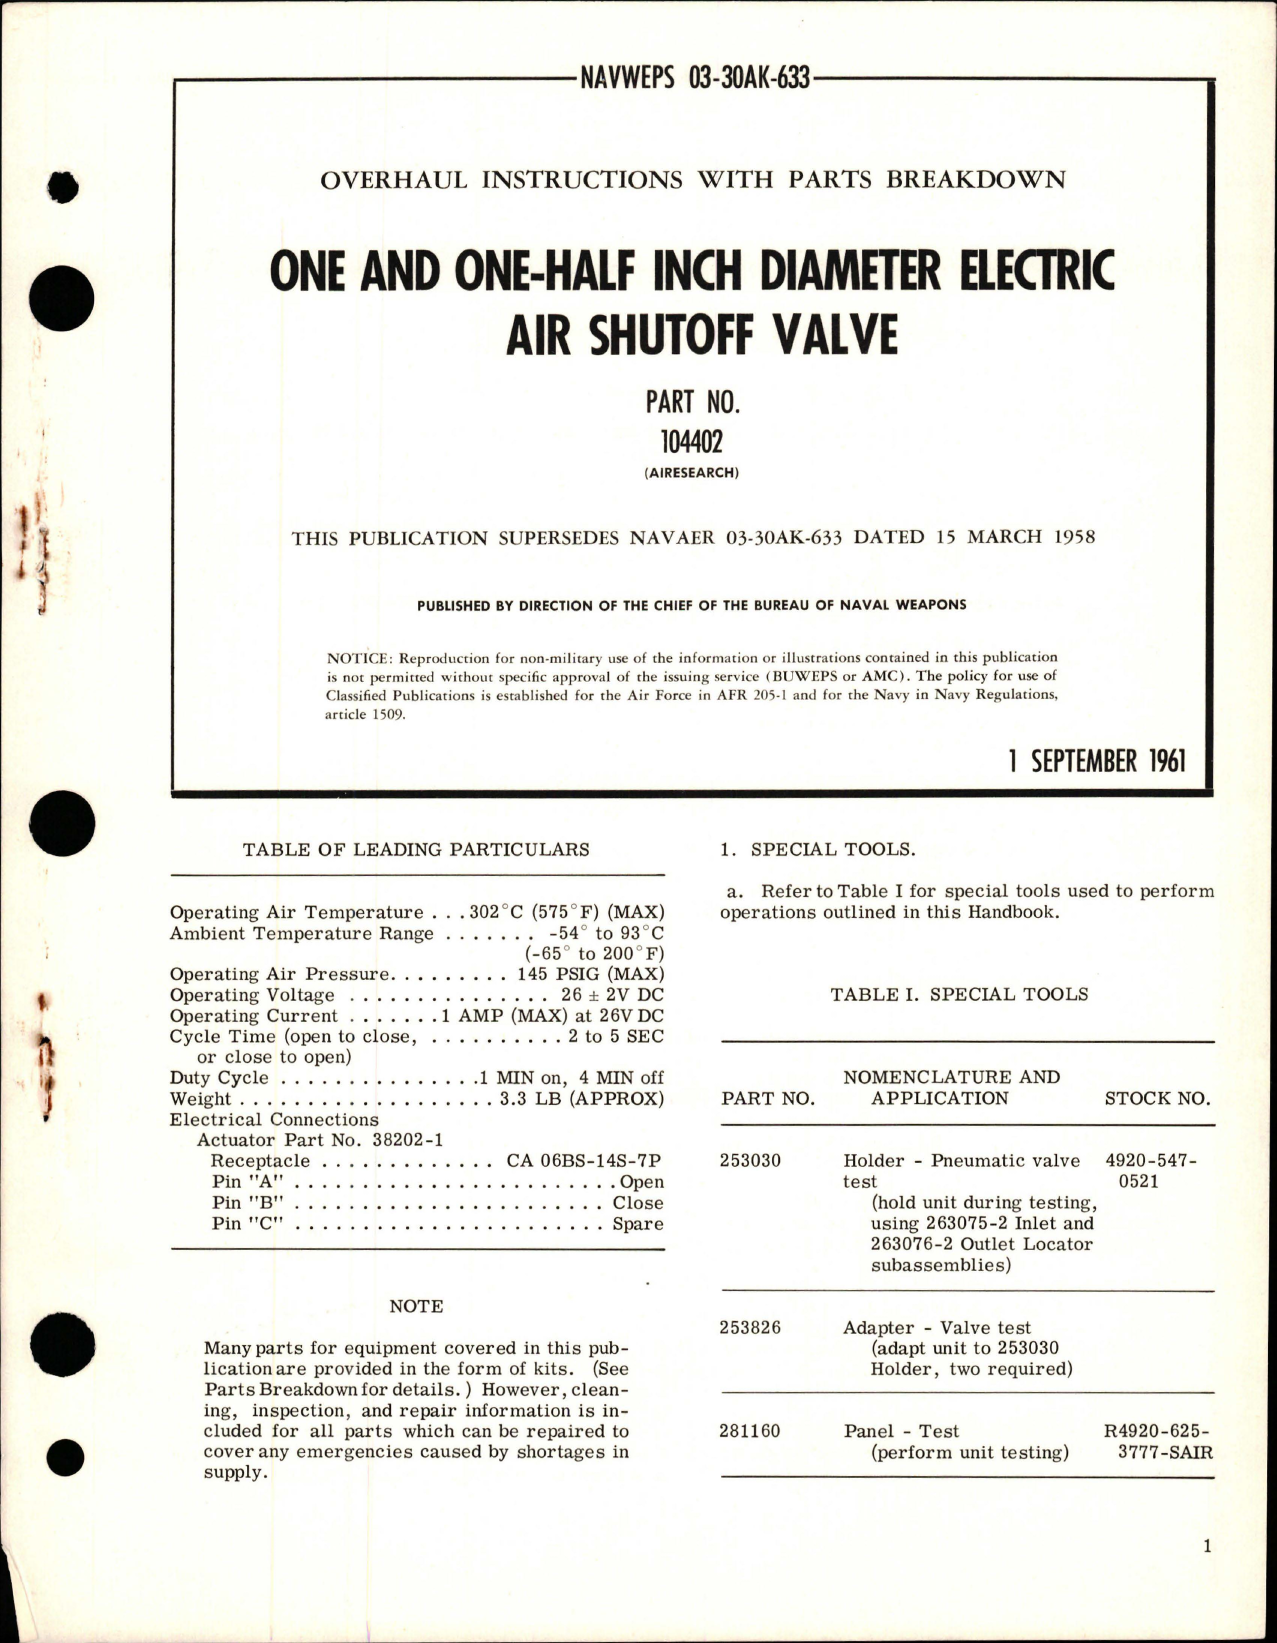 NAVWEPS 03-30AK-633
OVERHAUL INSTRUCTIONS WITH PARTS BREAKDOWN
ONE AND ONE-HALF INCH DIAMETER ELECTRIC
AIR SHUTOFF VALVE
PART NO.
104402
(AIRESEARCH)
THIS PUBLICATION SUPERSEDES NAVAER 03-30AK-633 DATED 15 MARCH 1958
PUBLISHED BY DIRECTION OF THE CHIEF OF THE BUREAU OF NAVAL WEAPONS
NOTICE: Reproduction for non-military use of the information or illustrations contained in this publication
is not permitted without specific approval of the issuing service (BUWEPS or AMC). The policy for use of
Classified Publications is established for the Air Force in AFR 205-1 and for the Navy in Navy Regulations,
article 1509.
1 SEPTEMBER 1961
TABLE OF LEADING PARTICULARS
Operating Air Temperature . . . 302°C (575°F) (MAX)
Ambient Temperature Range . . . . . . . -54° to 93°C
(-65° to 200°F)
Operating Air Pressure. . . . . . . . . 145 PSIG (MAX)
Operating Voltage . . . . . . . . . . . . . . . 26 ± 2V DC
Operating Current . . . . . . . 1 AMP (MAX) at 26V DC
Cycle Time (open to close, . . . . . . . . . . 2 to 5 SEC
or close to open)
Duty Cycle . . . . . . . . . . . . . . . 1 MIN on, 4 MIN off
Weight . . . . . . . . . . . . . . . . . . . 3.3 LB (APPROX)
Electrical Connections
Actuator Part No. 38202-1
Receptacle . . . . . . . . . . . . . CA 06BS-14S-7P
Pin "A" . . . . . . . . . . . . . . . . . . . . . . . . Open
Pin "B" . . . . . . . . . . . . . . . . . . . . . . . Close
Pin "C" . . . . . . . . . . . . . . . . . . . . . . . Spare
NOTE
Many parts for equipment covered in this pub-
lication are provided in the form of kits. (See
Parts Breakdown for details.) However, clean-
ing, inspection, and repair information is in-
cluded for all parts which can be repaired to
cover any emergencies caused by shortages in
supply.
1. SPECIAL TOOLS.
a. Refer to Table I for special tools used to perform
operations outlined in this Handbook.
TABLE I. SPECIAL TOOLS
NOMENCLATURE AND
PART NO. APPLICATION STOCK NO.
253030 Holder - Pneumatic valve 4920-547-
test 0521
(hold unit during testing,
using 263075-2 Inlet and
263076-2 Outlet Locator
subassemblies)
253826 Adapter - Valve test
(adapt unit to 253030
Holder, two required)
281160 Panel - Test R4920-625-
(perform unit testing) 3777-SAIR
1